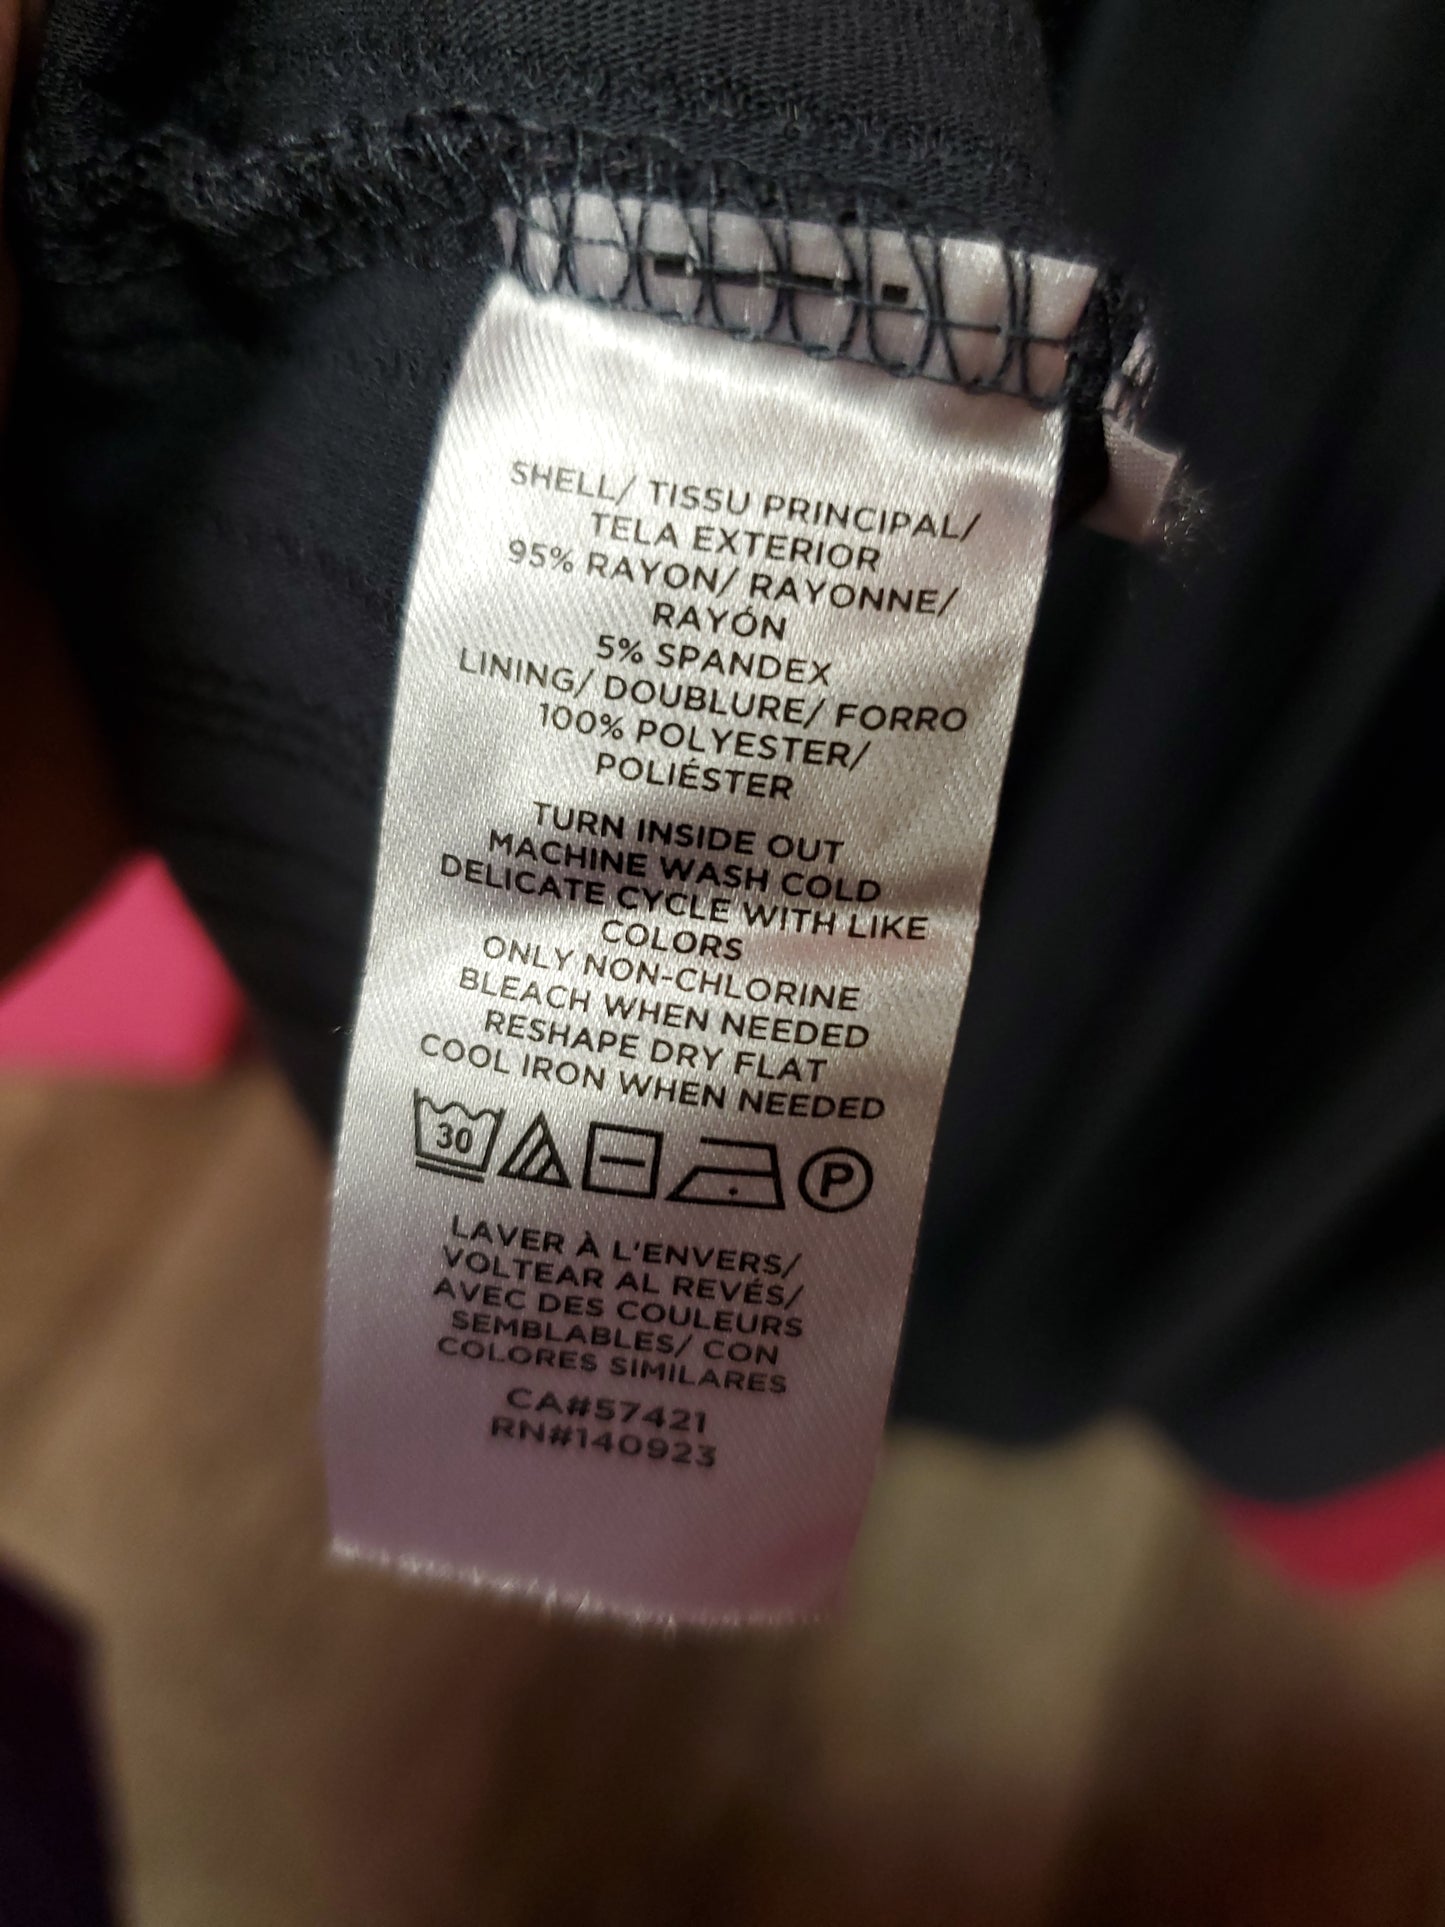 SHELL/ TISSU PRINCIPAL/
TELA EXTERIOR
95% RAYON/ RAYONNE/
RAYÓN
5% SPANDEX
LINING/ DOUBLURE/ FORRO
100% POLYESTER/
POLIÉSTER
TURN INSIDE OUT
MACHINE WASH COLD
DELICATE CYCLE WITH LIKE
COLORS
ONLY NON-CHLORINE
BLEACH WHEN NEEDED
RESHAPE DRY FLAT
COOL IRON WHEN NEEDED
30 P
LAVER À L'ENVERS/
VOLTEAR AL REVÉS/
AVEC DES COULEURS
SEMBLABLES/ CON
COLORES SIMILARES
CA#57421
RN#140923